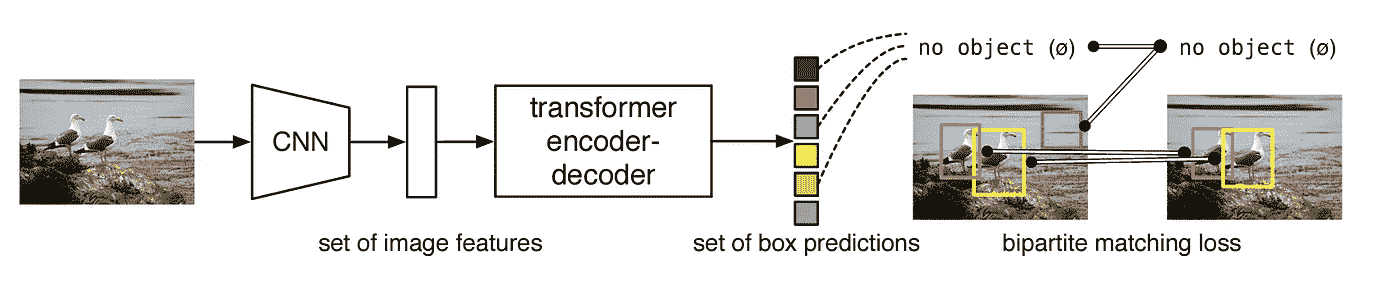 no object (ø)
no object (ø)
CNN
transformer
encoder-
decoder
set of image features
set of box predictions
bipartite matching loss